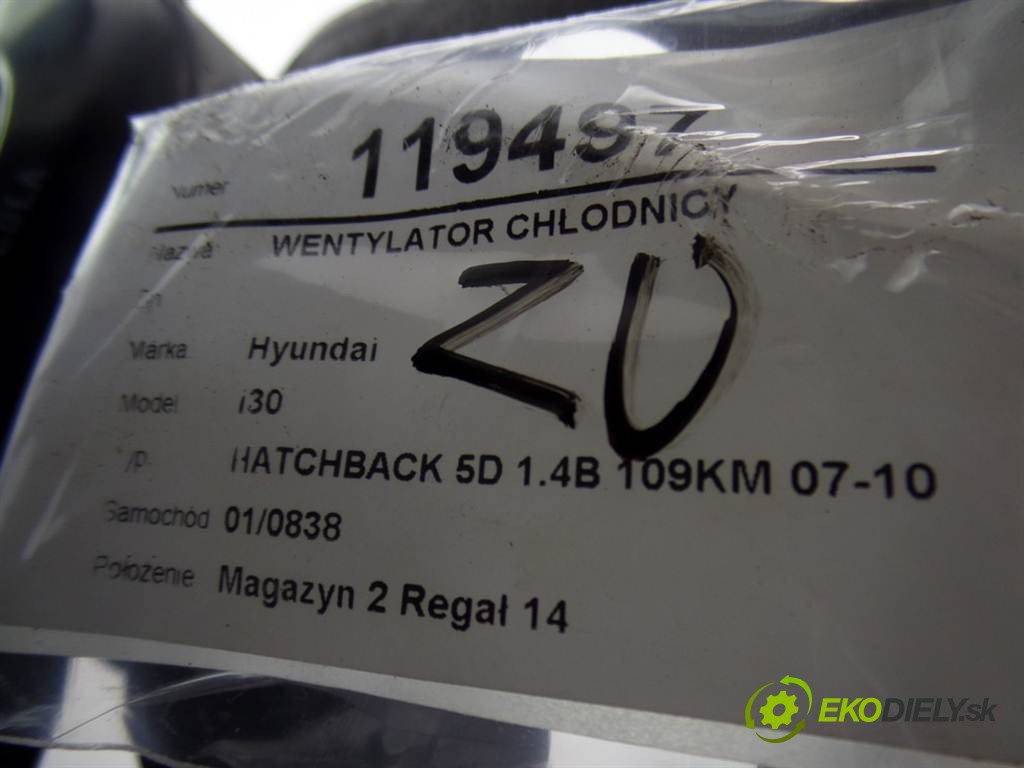 Numer 119497
Nazwa WENTYLATOR CHLODNICY
ZU
Marka Hyundai
Model i30
HATCHBACK 5D 1.4B 109KM 07-10
Samochód 01/0838
Położenie Magazyn 2 Regał 14
EKODIELY.sk